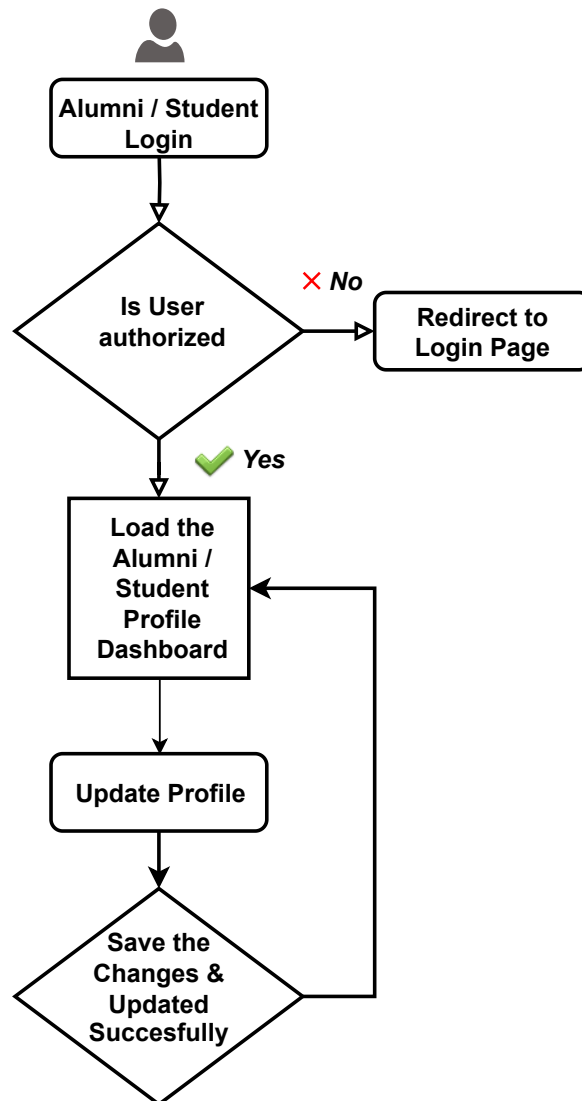 Alumni / Student
Login
Is User
authorized
No
Redirect to
Login Page
Yes
Load the
Alumni /
Student
Profile
Dashboard
Update Profile
Save the
Changes &
Updated
Succesfully